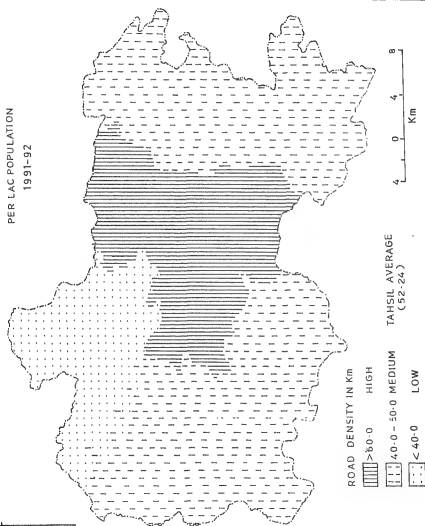 PER LAC POPULATION
1991-92
ROAD DENSITY IN Km
>60·0 HIGH
40·0 - 60·0 MEDIUM
< 40·0 LOW
TAHSIL AVERAGE
(52·24)
4 0 4 8
Km